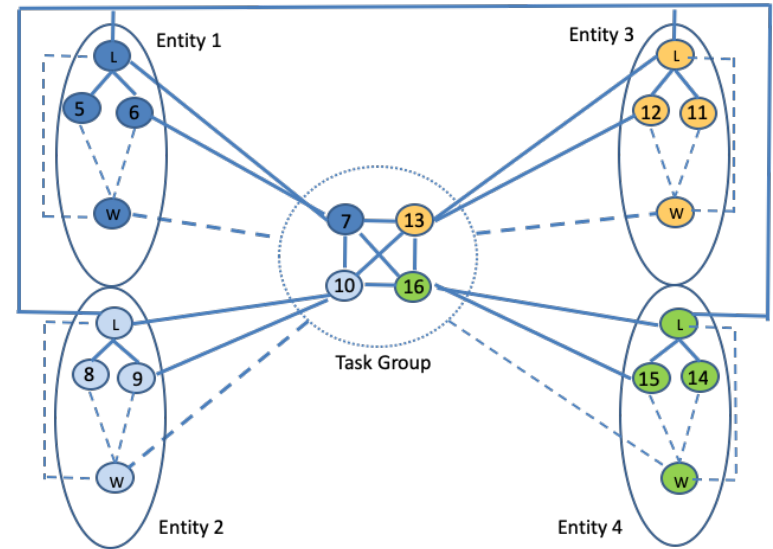 Entity 1
Entity 3
L
L
5 6
12 11
W
W
7 13
10 16
Task Group
L
L
8 9
15 14
W
W
Entity 2
Entity 4